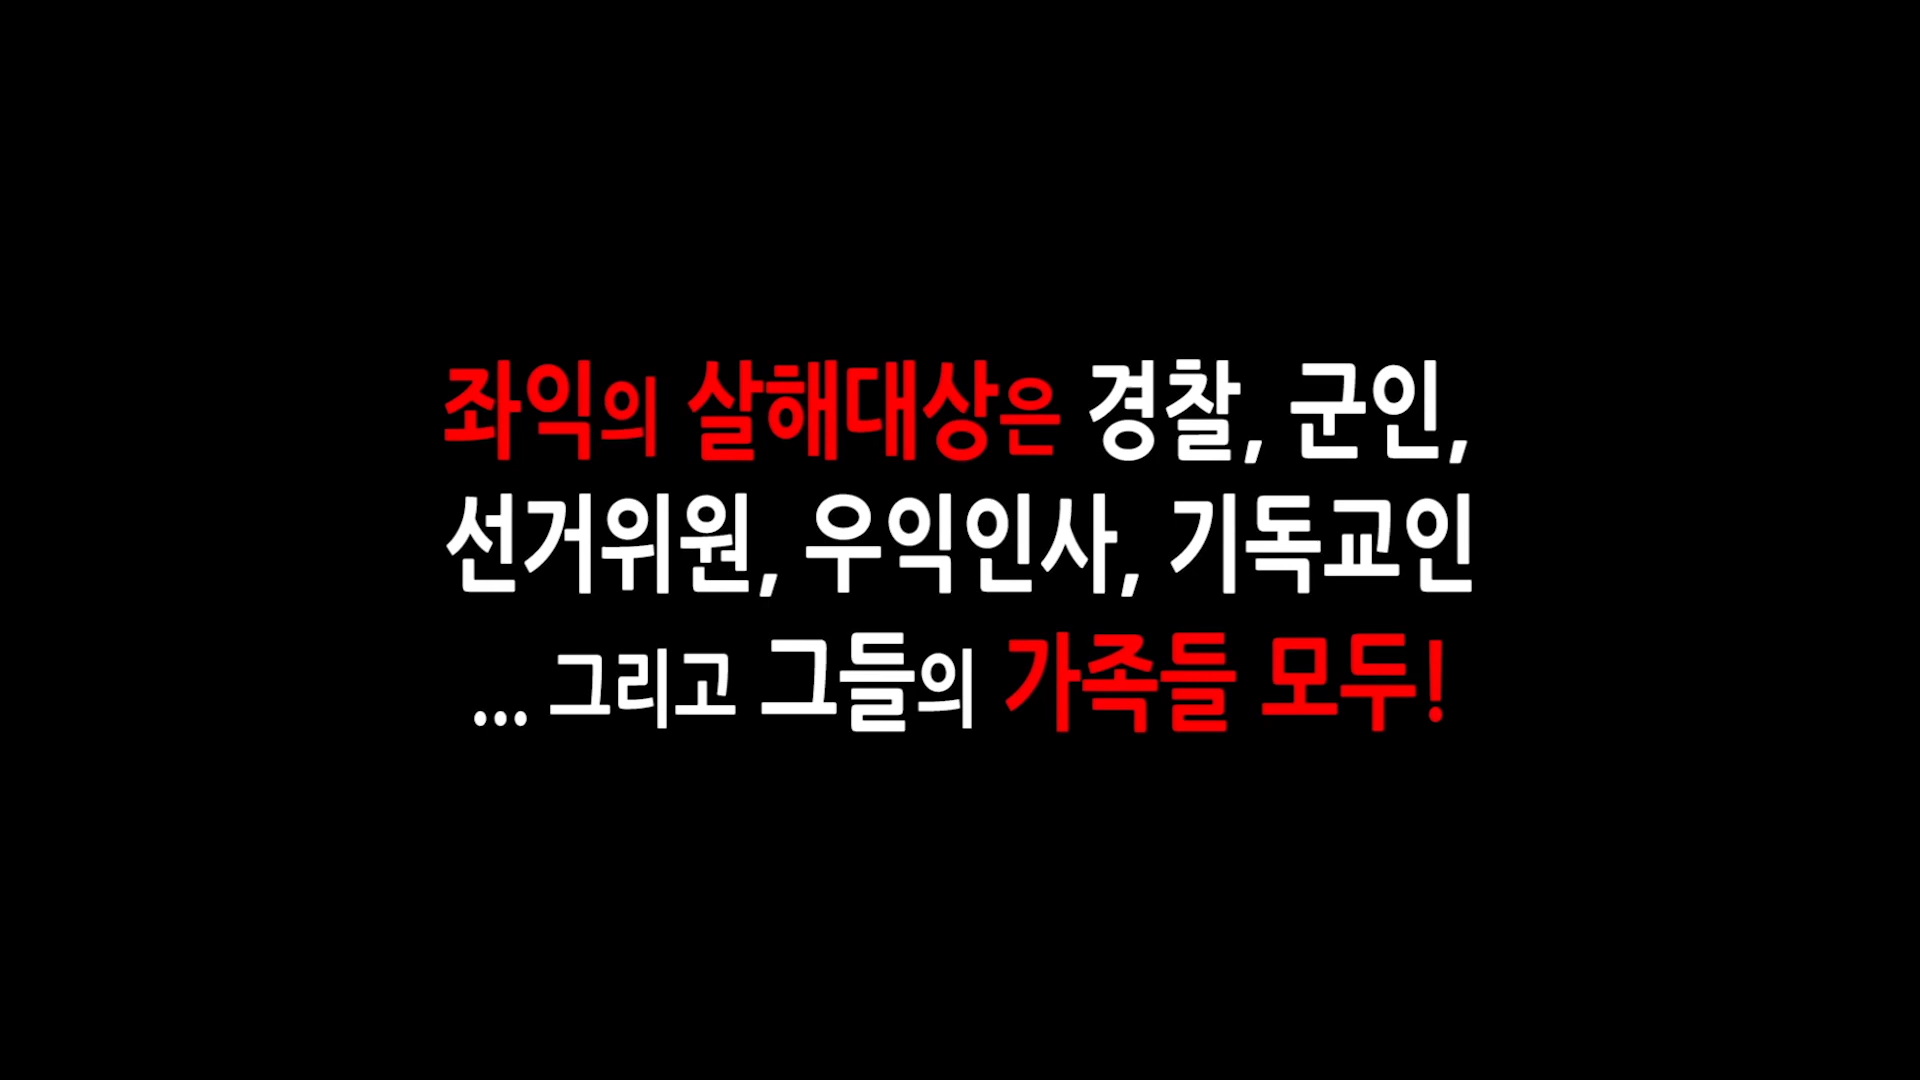 좌익의 살해대상은 경찰, 군인,
선거위원, 우익인사, 기독교인
... 그리고 그들의 가족들 모두!